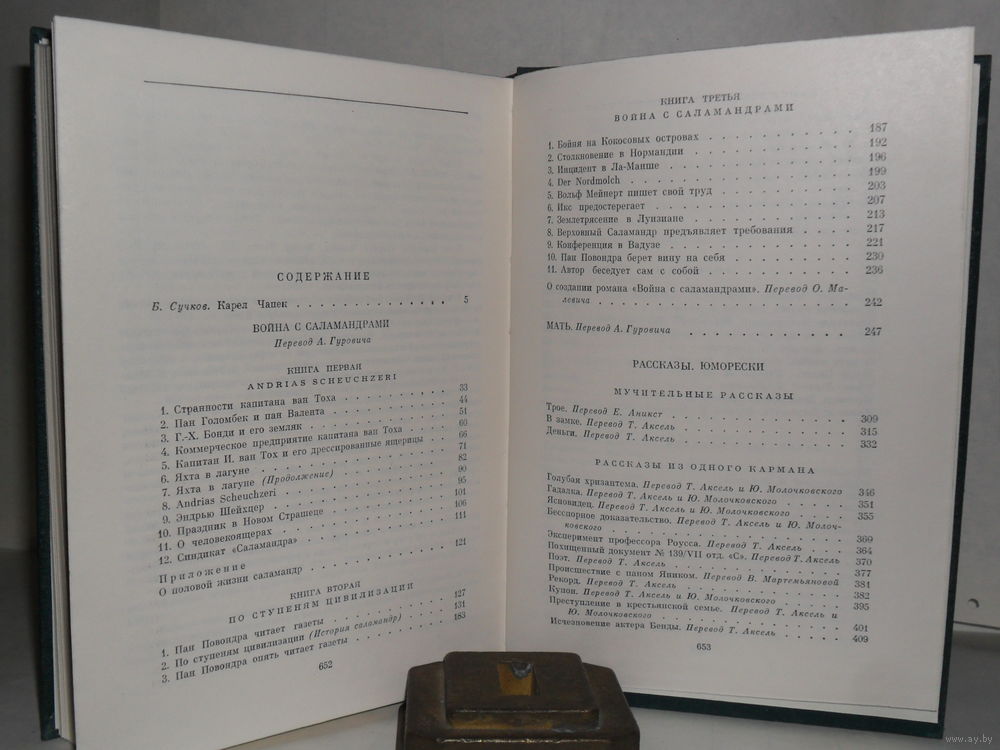 СОДЕРЖАНИЕ
Б. Сучков. Карел Чапек . . . . . . . . . . . . . 5
ВОЙНА С САЛАМАНДРАМИ
Перевод А. Гуровича
КНИГА ПЕРВАЯ
ANDRIAS SCHEUCHZERI
1. Странности капитана ван Тоха . . . . . . . 33
2. Пан Голомбек и пан Валента . . . . . . . 44
3. Г.-Х. Бонди и его земляк . . . . . . . 51
4. Коммерческое предприятие капитана ван Тоха . . . 60
5. Капитан И. ван Тох и его дрессированные ящерицы . . 66
6. Яхта в лагуне . . . . . . . 71
7. Яхта в лагуне (Продолжение) . . . . . . . 82
8. Andrias Scheuchzeri . . . . . . . 90
9. Эндрью Шейхцер . . . . . . . 95
10. Праздник в Новом Страшеце . . . . . . . 101
11. О человекоящерах . . . . . . . 106
12. Синдикат «Саламандра» . . . . . . . 111
Приложение
О половой жизни саламандр . . . . . . . 121
КНИГА ВТОРАЯ
ПО СТУПЕНЯМ ЦИВИЛИЗАЦИИ
1. Пан Повондра читает газеты . . . . . . . 127
2. По ступеням цивилизации (История саламандр) . . . 131
3. Пан Повондра опять читает газеты . . . . . . . 183
652
КНИГА ТРЕТЬЯ
ВОЙНА С САЛАМАНДРАМИ
1. Бойня на Кокосовых островах . . . . . . . 187
2. Столкновение в Нормандии . . . . . . . 192
3. Инцидент в Ла-Манше . . . . . . . 196
4. Der Nordmolch . . . . . . . 199
5. Вольф Мейнерт пишет свой труд . . . . . . . 203
6. Икс предостерегает . . . . . . . 207
7. Землетрясение в Луизиане . . . . . . . 213
8. Верховный Саламандр предъявляет требования . . . . 217
9. Конференция в Вадузе . . . . . . . 221
10. Пан Повондра берет вину на себя . . . . . . . 230
11. Автор беседует сам с собой . . . . . . . 236
О создании романа «Война с саламандрами». Перевод О. Ма-
левича . . . . . . . 242
МАТЬ. Перевод А. Гуровича . . . . . . . 247
РАССКАЗЫ. ЮМОРЕСКИ
МУЧИТЕЛЬНЫЕ РАССКАЗЫ
Трое. Перевод Е. Аникст . . . . . . . 309
В замке. Перевод Т. Аксель . . . . . . . 315
Деньги. Перевод Т. Аксель . . . . . . . 332
РАССКАЗЫ ИЗ ОДНОГО КАРМАНА
Голубая хризантема. Перевод Т. Аксель и Ю. Молочковского 346
Гадалка. Перевод Т. Аксель и Ю. Молочковского . . . . 351
Ясновидец. Перевод Т. Аксель и Ю. Молочковского . . . 355
Бесспорное доказательство. Перевод Т. Аксель и Ю. Молоч-
ковского . . . . . . . 360
Эксперимент профессора Роусса. Перевод Т. Аксель . . . 364
Похищенный документ № 139/VII отд. «С». Перевод Т. Аксель 370
Поэт. Перевод Т. Аксель . . . . . . . 377
Происшествие с паном Яником. Перевод В. Мартемьяновой 381
Рекорд. Перевод Т. Аксель . . . . . . . 382
Купон. Перевод Т. Аксель и Ю. Молочковского . . . . 395
Преступление в крестьянской семье. Перевод Т. Аксель и
Ю. Молочковского . . . . . . . 401
Исчезновение актера Бенды. Перевод Т. Аксель . . . . 409
653
www.ay.by